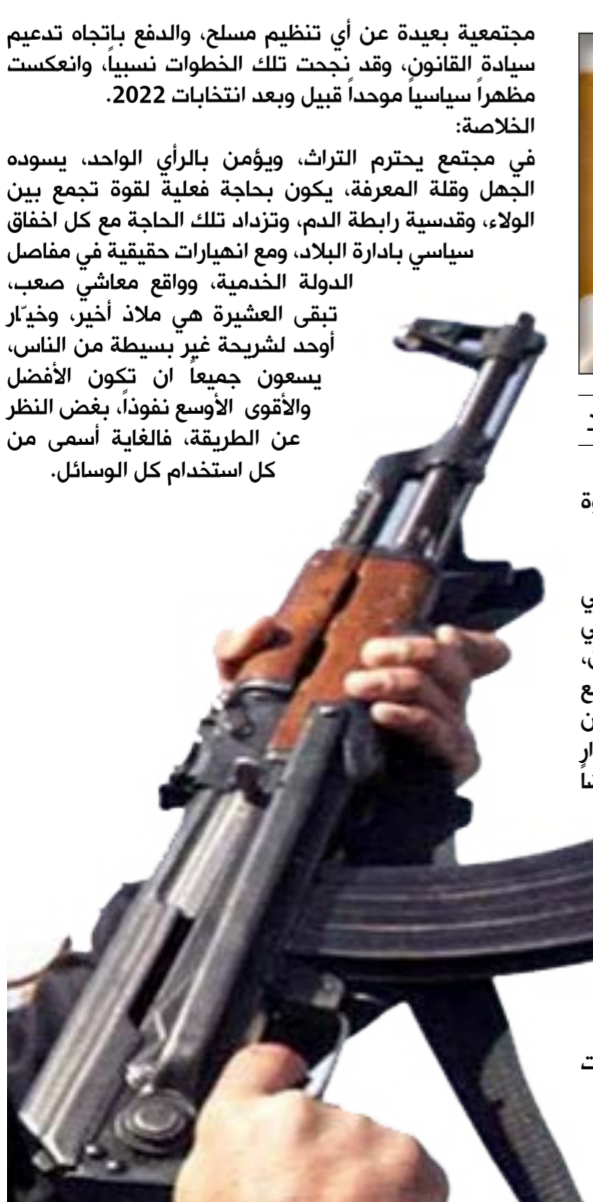 مجتمعية بعيدة عن أي تنظيم مسلح، والدفع باتجاه تدعيم
سيادة القانون، وقد نجحت تلك الخطوات نسبياً، وانعكست
مظهراً سياسياً موحداً قبيل وبعد انتخابات 2022.
الخلاصة:
في مجتمع يحترم التراث، ويؤمن بالرأي الواحد، يسوده
الجهل وقلة المعرفة، يكون بحاجة فعلية لقوة تجمع بين
الولاء، وقدسية رابطة الدم، وتزداد تلك الحاجة مع كل اخفاق
سياسي بادارة البلاد، ومع انهيارات حقيقية في مفاصل
الدولة الخدمية، وواقع معاشي صعب،
تبقى العشيرة هي ملاذ أخير، وخيّار
أوحد لشريحة غير بسيطة من الناس،
يسعون جميعاً ان تكون الأفضل
والأقوى الأوسع نفوذاً، بغض النظر
عن الطريقة، فالغاية أسمى من
كل استخدام كل الوسائل.